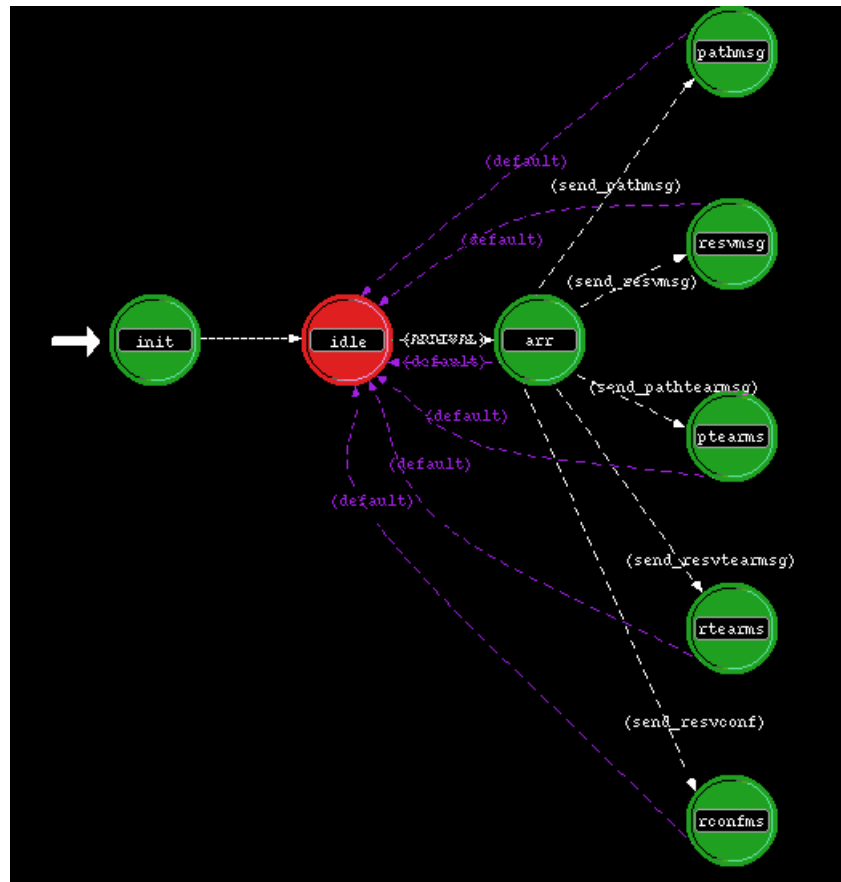 pathmsg
(default)
(send_pathmsg)
resvmsg
(default)
(send_resvmsg)
init
idle
(ARRIVAL)
arr
(default)
(send_pathtearmsg)
(default)
ptearms
(default)
(default)
(send_resvtearmsg)
rtearms
(send_resvconf)
rconfms